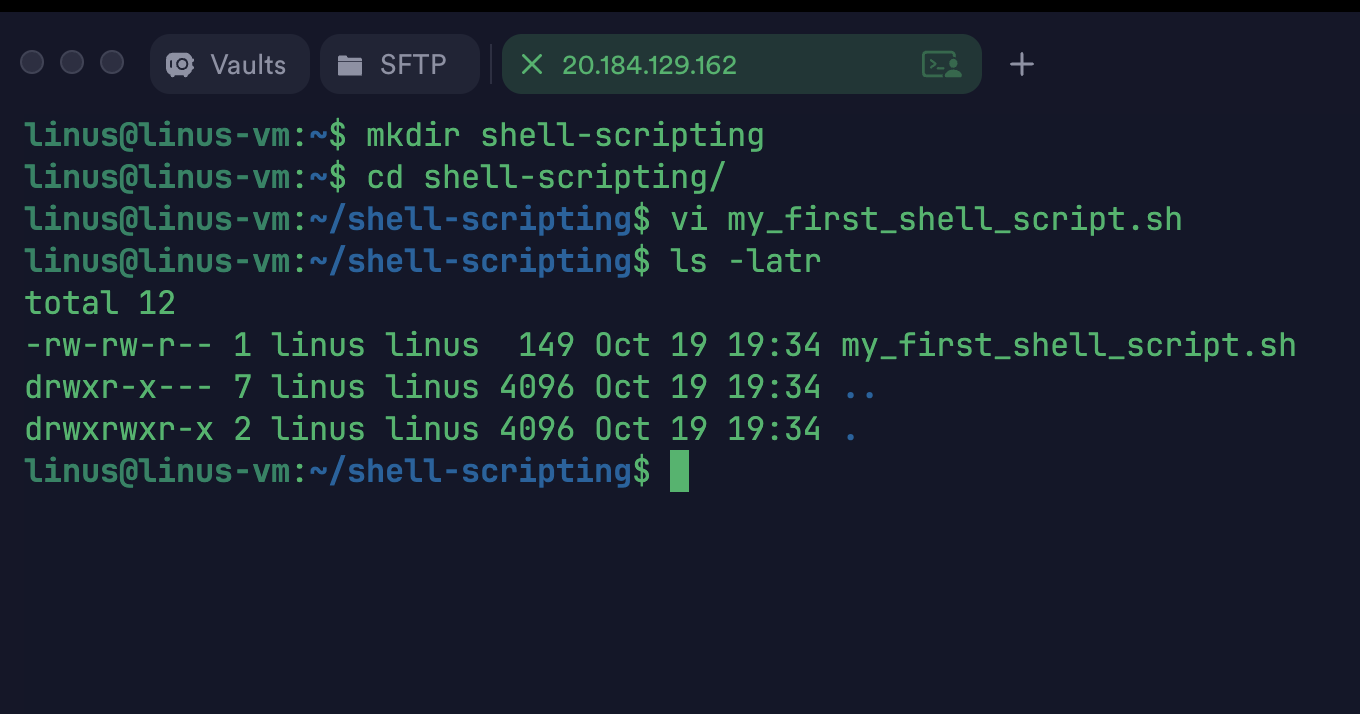 Vaults SFTP 20.184.129.162
linus@linus-vm:~$ mkdir shell-scripting
linus@linus-vm:~$ cd shell-scripting/
linus@linus-vm:~/shell-scripting$ vi my_first_shell_script.sh
linus@linus-vm:~/shell-scripting$ ls -latr
total 12
-rw-rw-r-- 1 linus linus  149 Oct 19 19:34 my_first_shell_script.sh
drwxr-x--- 7 linus linus 4096 Oct 19 19:34 ..
drwxrwxr-x 2 linus linus 4096 Oct 19 19:34 .
linus@linus-vm:~/shell-scripting$